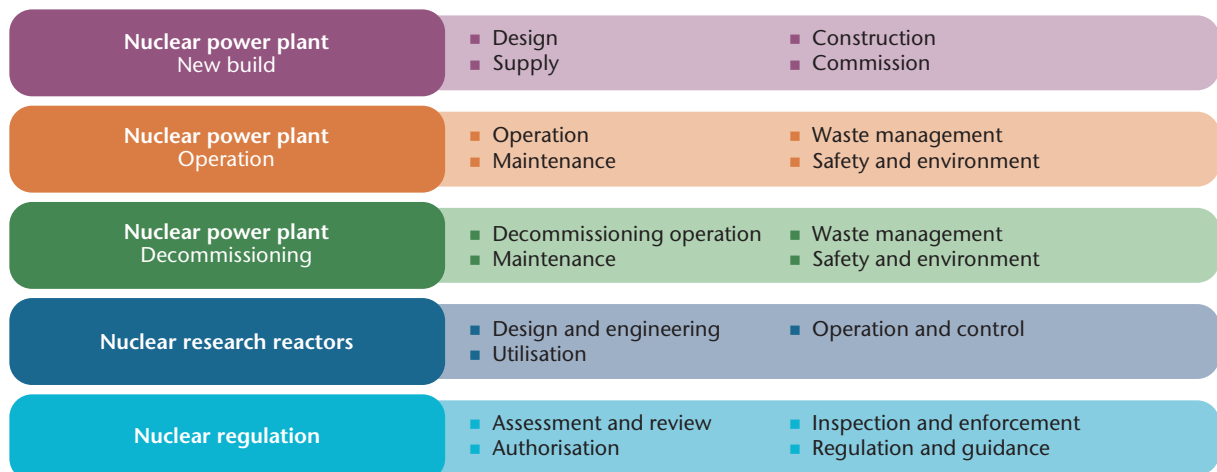 Nuclear power plant
New build
Design
Supply
Construction
Commission
Nuclear power plant
Operation
Operation
Maintenance
Waste management
Safety and environment
Nuclear power plant
Decommissioning
Decommissioning operation
Maintenance
Waste management
Safety and environment
Nuclear research reactors
Design and engineering
Utilisation
Operation and control
Nuclear regulation
Assessment and review
Authorisation
Inspection and enforcement
Regulation and guidance